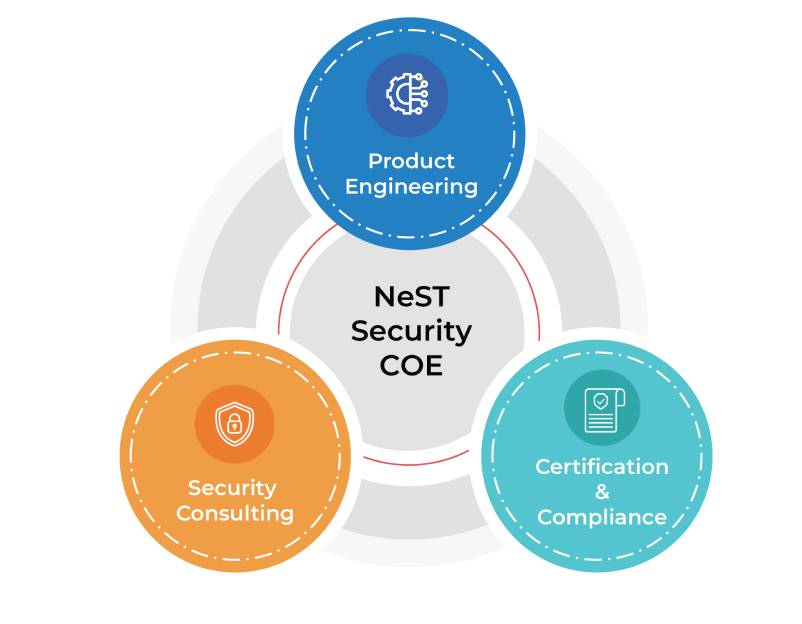 Product
Engineering
NeST
Security
COE
Security
Consulting
Certification
&
Compliance